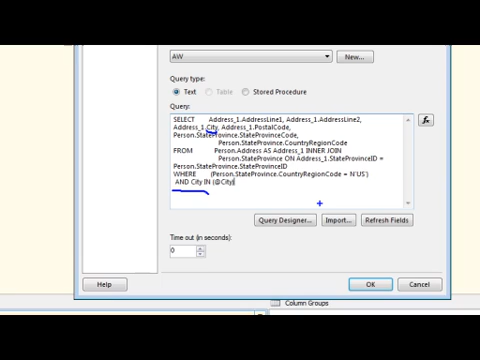 AW
New...
Query type:
Text Table Stored Procedure
Query:
SELECT Address_1.AddressLine1, Address_1.AddressLine2,
Address_1.City, Address_1.PostalCode,
Person.StateProvince.StateProvinceCode,
Person.StateProvince.CountryRegionCode
FROM Person.Address AS Address_1 INNER JOIN
Person.StateProvince ON Address_1.StateProvinceID =
Person.StateProvince.StateProvinceID
WHERE (Person.StateProvince.CountryRegionCode = N'US')
AND City IN (@City)
fx
Query Designer... Import... Refresh Fields
Time out (in seconds):
0
Help OK Cancel
Column Groups